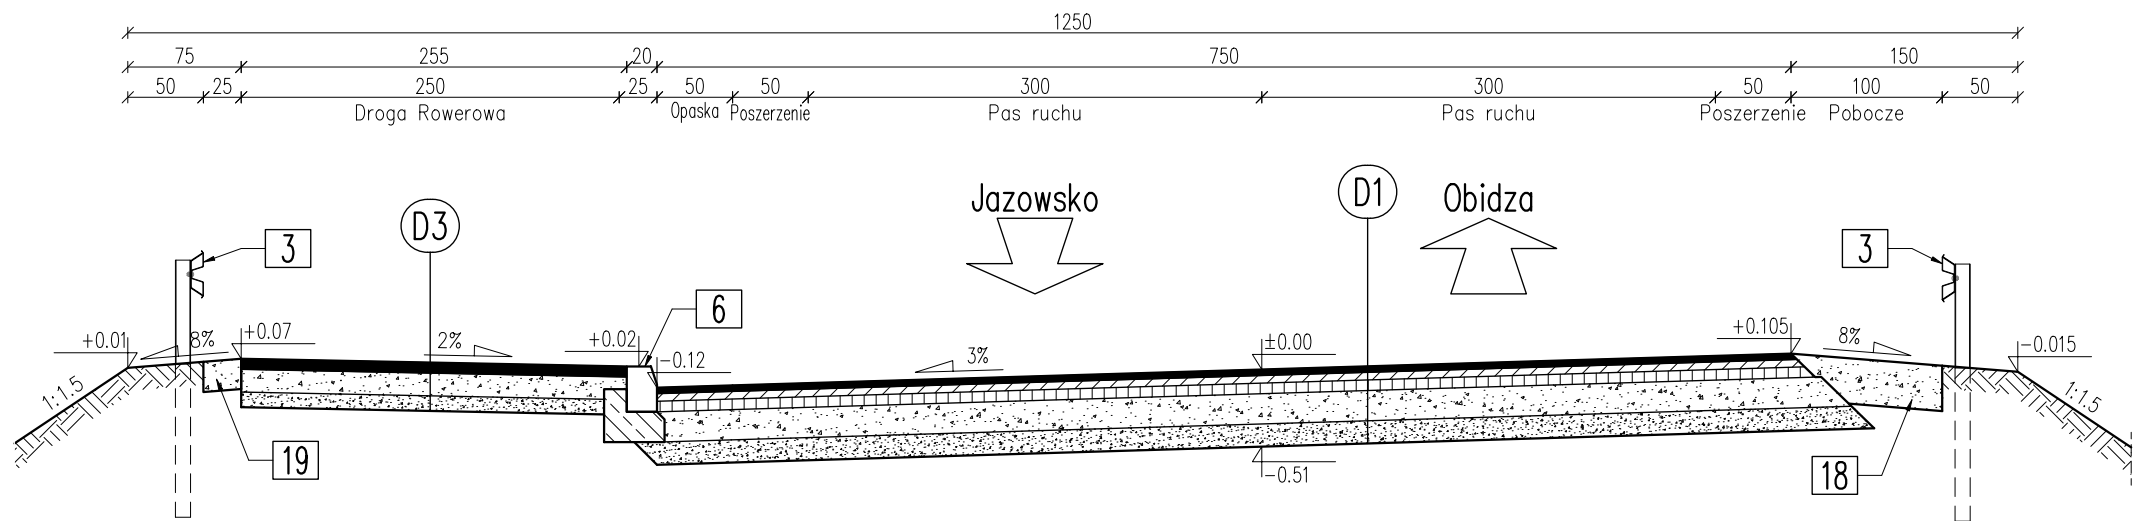 1250
75 255 20 750 150
50 25 250 25 50 50 300 300 50 100 50
Droga Rowerowa Opaska Poszerzenie Pas ruchu Pas ruchu Poszerzenie Pobocze
D3 Jazowsko D1 Obidza
3 3
6
+0.01 8% +0.07 2% +0.02 -0.12 3% ±0.00 +0.105 8% -0.015
1:1.5 1:1.5
19 -0.51 18